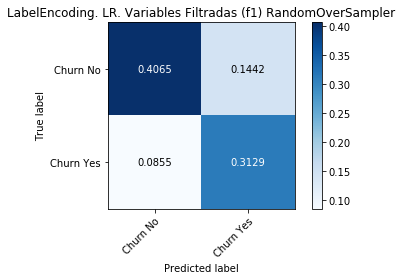 LabelEncoding. LR. Variables Filtradas (f1) RandomOverSampler
Churn No
Churn Yes
True label
0.4065
0.1442
0.0855
0.3129
Churn No
Churn Yes
Predicted label
0.40
0.35
0.30
0.25
0.20
0.15
0.10